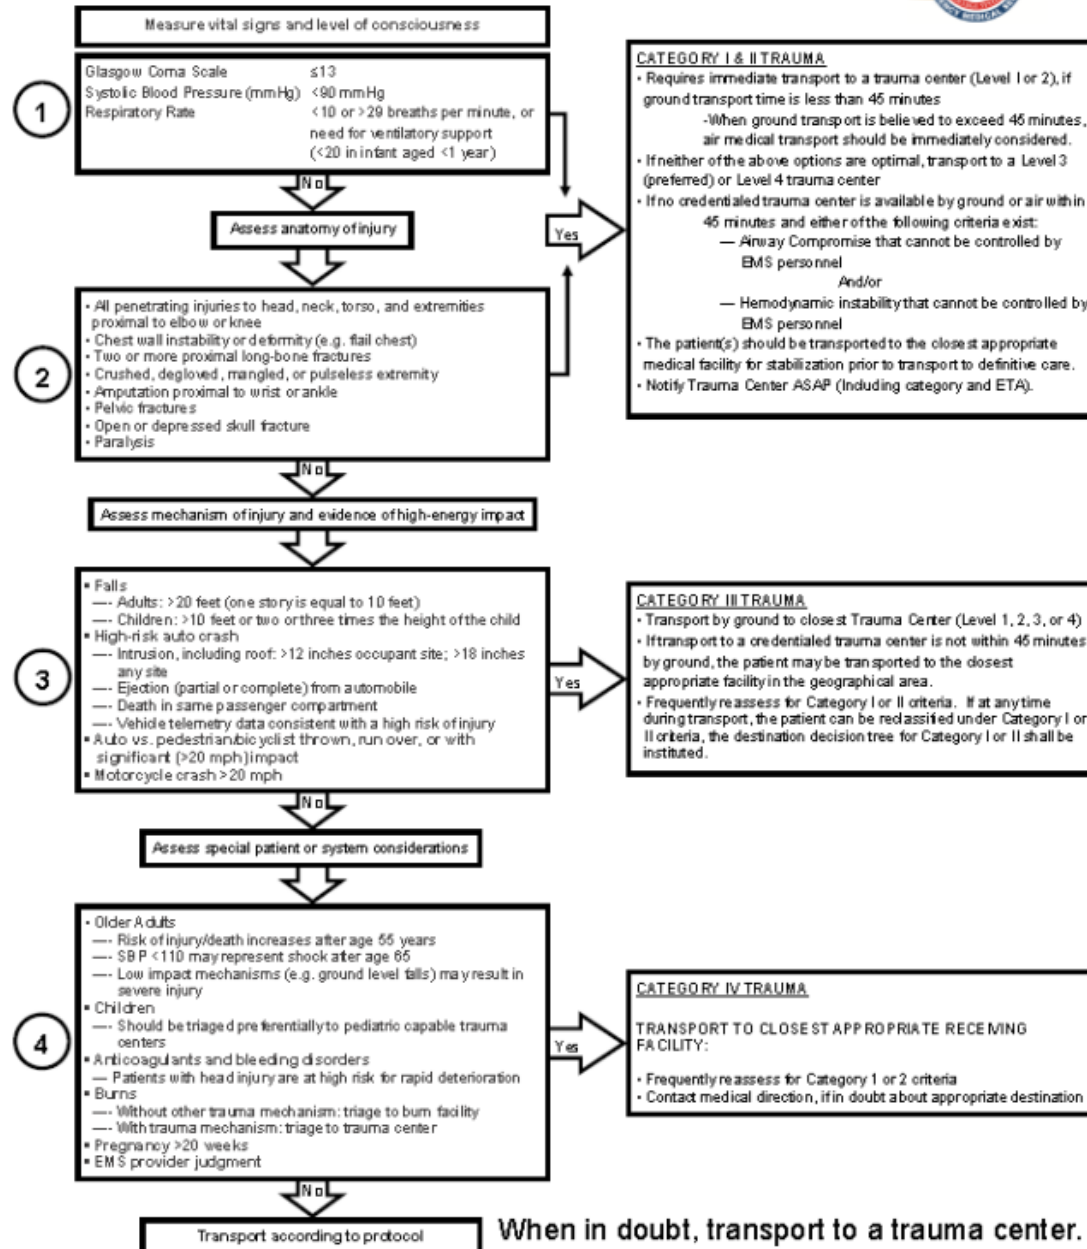 Measure vital signs and level of consciousness
1
Glasgow Coma Scale ≤13
Systolic Blood Pressure (mmHg) <90 mmHg
Respiratory Rate <10 or >29 breaths per minute, or
need for ventilatory support
(<20 in infant aged <1 year)
No
Yes
Assess anatomy of injury
2
• All penetrating injuries to head, neck, torso, and extremities
proximal to elbow or knee
• Chest wall instability or deformity (e.g. flail chest)
• Two or more proximal long-bone fractures
• Crushed, degloved, mangled, or pulseless extremity
• Amputation proximal to wrist or ankle
• Pelvic fractures
• Open or depressed skull fracture
• Paralysis
No
CATEGORY I & II TRAUMA
• Requires immediate transport to a trauma center (Level I or 2), if
ground transport time is less than 45 minutes
-When ground transport is believed to exceed 45 minutes,
air medical transport should be immediately considered.
• If neither of the above options are optimal, transport to a Level 3
(preferred) or Level 4 trauma center
• If no credentialed trauma center is available by ground or air within
45 minutes and either of the following criteria exist:
— Airway Compromise that cannot be controlled by
EMS personnel
And/or
— Hemodynamic instability that cannot be controlled by
EMS personnel
• The patient(s) should be transported to the closest appropriate
medical facility for stabilization prior to transport to definitive care.
• Notify Trauma Center ASAP (Including category and ETA).
Assess mechanism of injury and evidence of high-energy impact
3
▪ Falls
—- Adults: >20 feet (one story is equal to 10 feet)
—- Children: >10 feet or two or three times the height of the child
▪ High-risk auto crash
—- Intrusion, including roof: >12 inches occupant site; >18 inches
any site
—- Ejection (partial or complete) from automobile
—- Death in same passenger compartment
—- Vehicle telemetry data consistent with a high risk of injury
▪ Auto vs. pedestrian/bicyclist thrown, run over, or with
significant (>20 mph) impact
▪ Motorcycle crash >20 mph
Yes
No
CATEGORY III TRAUMA
• Transport by ground to closest Trauma Center (Level 1, 2, 3, or 4)
• If transport to a credentialed trauma center is not within 45 minutes
by ground, the patient may be transported to the closest
appropriate facility in the geographical area.
• Frequently reassess for Category I or II criteria. If at any time
during transport, the patient can be reclassified under Category I or
II criteria, the destination decision tree for Category I or II shall be
instituted.
Assess special patient or system considerations
4
• Older Adults
—- Risk of injury/death increases after age 55 years
—- SBP <110 may represent shock after age 65
—- Low impact mechanisms (e.g. ground level falls) may result in
severe injury
▪ Children
—- Should be triaged preferentially to pediatric capable trauma
centers
▪ Anticoagulants and bleeding disorders
— Patients with head injury are at high risk for rapid deterioration
▪ Burns
—- Without other trauma mechanism: triage to burn facility
—- With trauma mechanism: triage to trauma center
▪ Pregnancy >20 weeks
▪ EMS provider judgment
Yes
No
CATEGORY IV TRAUMA
TRANSPORT TO CLOSEST APPROPRIATE RECEIVING
FACILITY:
• Frequently reassess for Category 1 or 2 criteria
• Contact medical direction, if in doubt about appropriate destination
Transport according to protocol
When in doubt, transport to a trauma center.